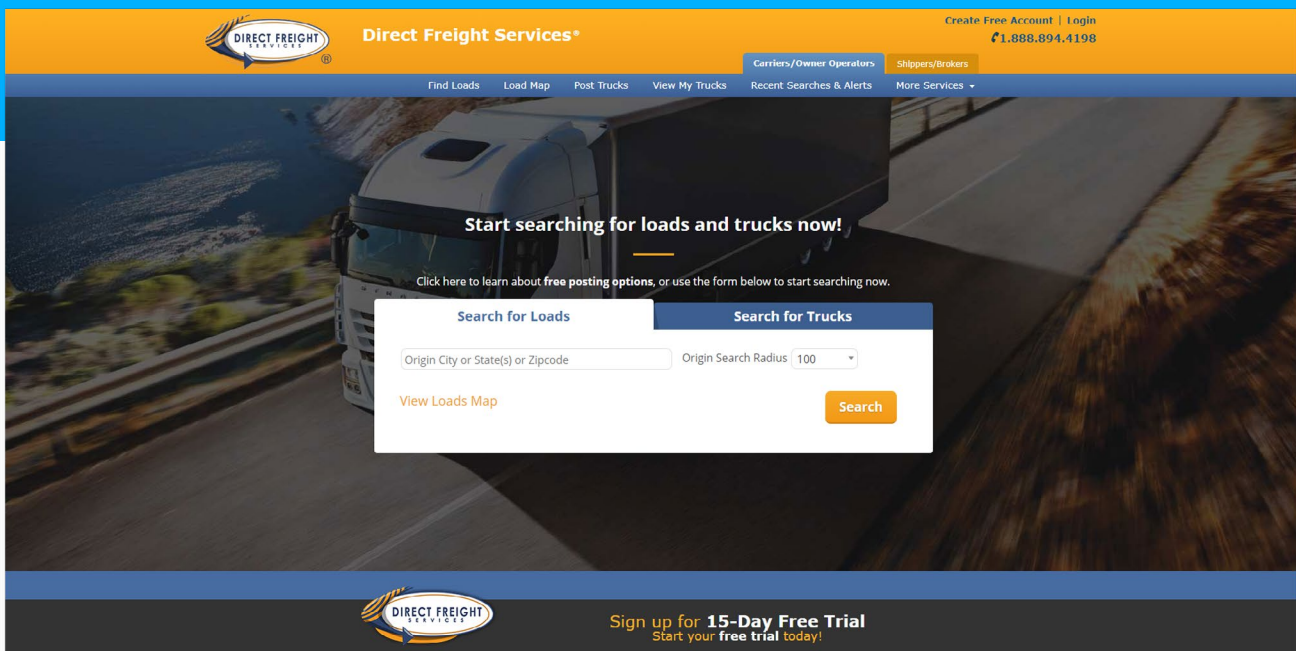 Create Free Account | Login
DIRECT FREIGHT
SERVICES
®
Direct Freight Services®
1.888.894.4198
Carriers/Owner Operators
Shippers/Brokers
Find Loads
Load Map
Post Trucks
View My Trucks
Recent Searches & Alerts
More Services
Start searching for loads and trucks now!
Click here to learn about free posting options, or use the form below to start searching now.
Search for Loads
Search for Trucks
Origin City or State(s) or Zipcode
Origin Search Radius
100
View Loads Map
Search
DIRECT FREIGHT
SERVICES
Sign up for 15-Day Free Trial
Start your free trial today!